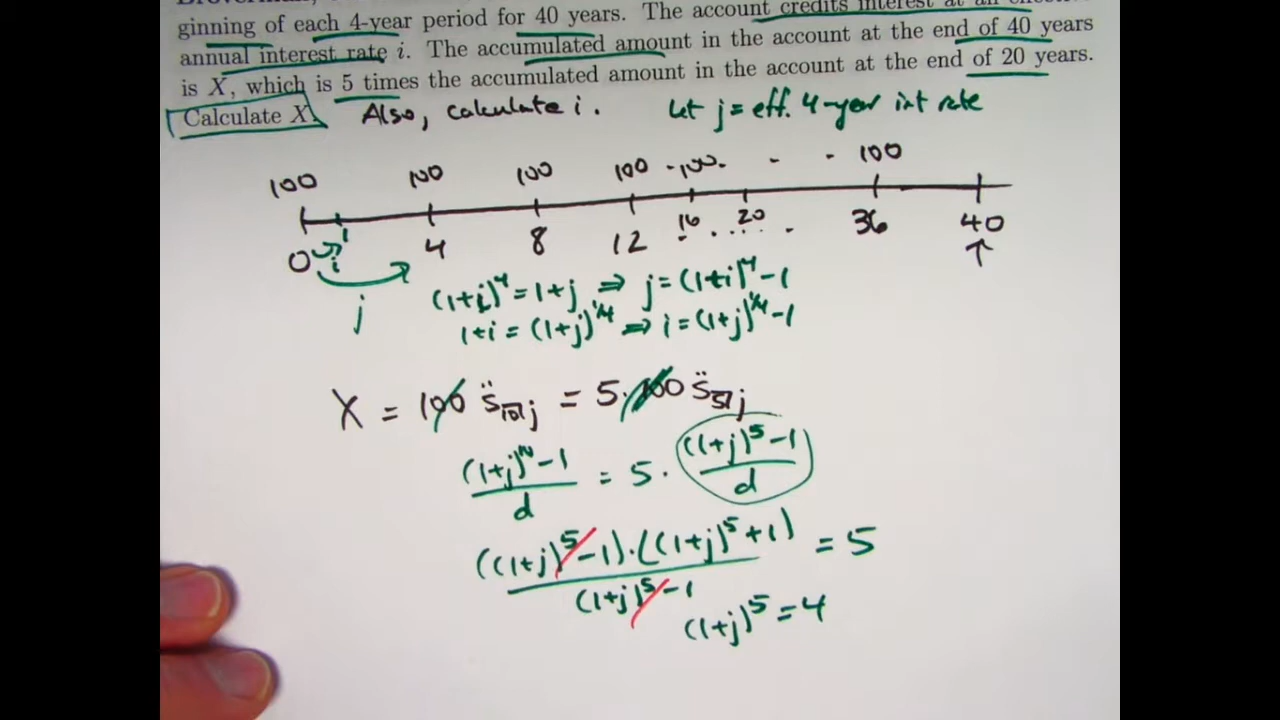 ginning of each 4-year period for 40 years. The account credits interest at an
annual interest rate i. The accumulated amount in the account at the end of 40 years
is X, which is 5 times the accumulated amount in the account at the end of 20 years.
Calculate X. Also, calculate i. Let j = eff. 4-year int rate
100 100 100 100 .100. - - 100
0 i 4 8 12 16 20 36 40
j
(1+i)^4 = 1+j ⇒ j = (1+i)^4 - 1
1+i = (1+j)^1/4 ⇒ i = (1+j)^1/4 - 1
X = 100 s̈10|j = 5·100 s̈5|j
((1+j)^10 - 1)/d = 5 · ((1+j)^5 - 1)/d
((1+j)^5 - 1)·((1+j)^5 + 1) = 5
(1+j)^5 - 1
(1+j)^5 = 4